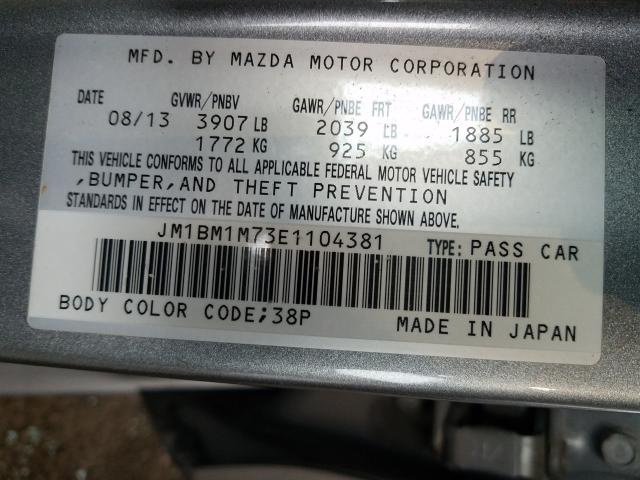 MFD. BY MAZDA MOTOR CORPORATION
DATE GVWR/PNBV GAWR/PNBE FRT GAWR/PNBE RR
08/13 3907 LB 2039 LB 1885 LB
1772 KG 925 KG 855 KG
THIS VEHICLE CONFORMS TO ALL APPLICABLE FEDERAL MOTOR VEHICLE SAFETY
,BUMPER,AND THEFT PREVENTION
STANDARDS IN EFFECT ON THE DATE OF MANUFACTURE SHOWN ABOVE.
JM1BM1M73E1104381 TYPE: PASS CAR
BODY COLOR CODE;38P MADE IN JAPAN